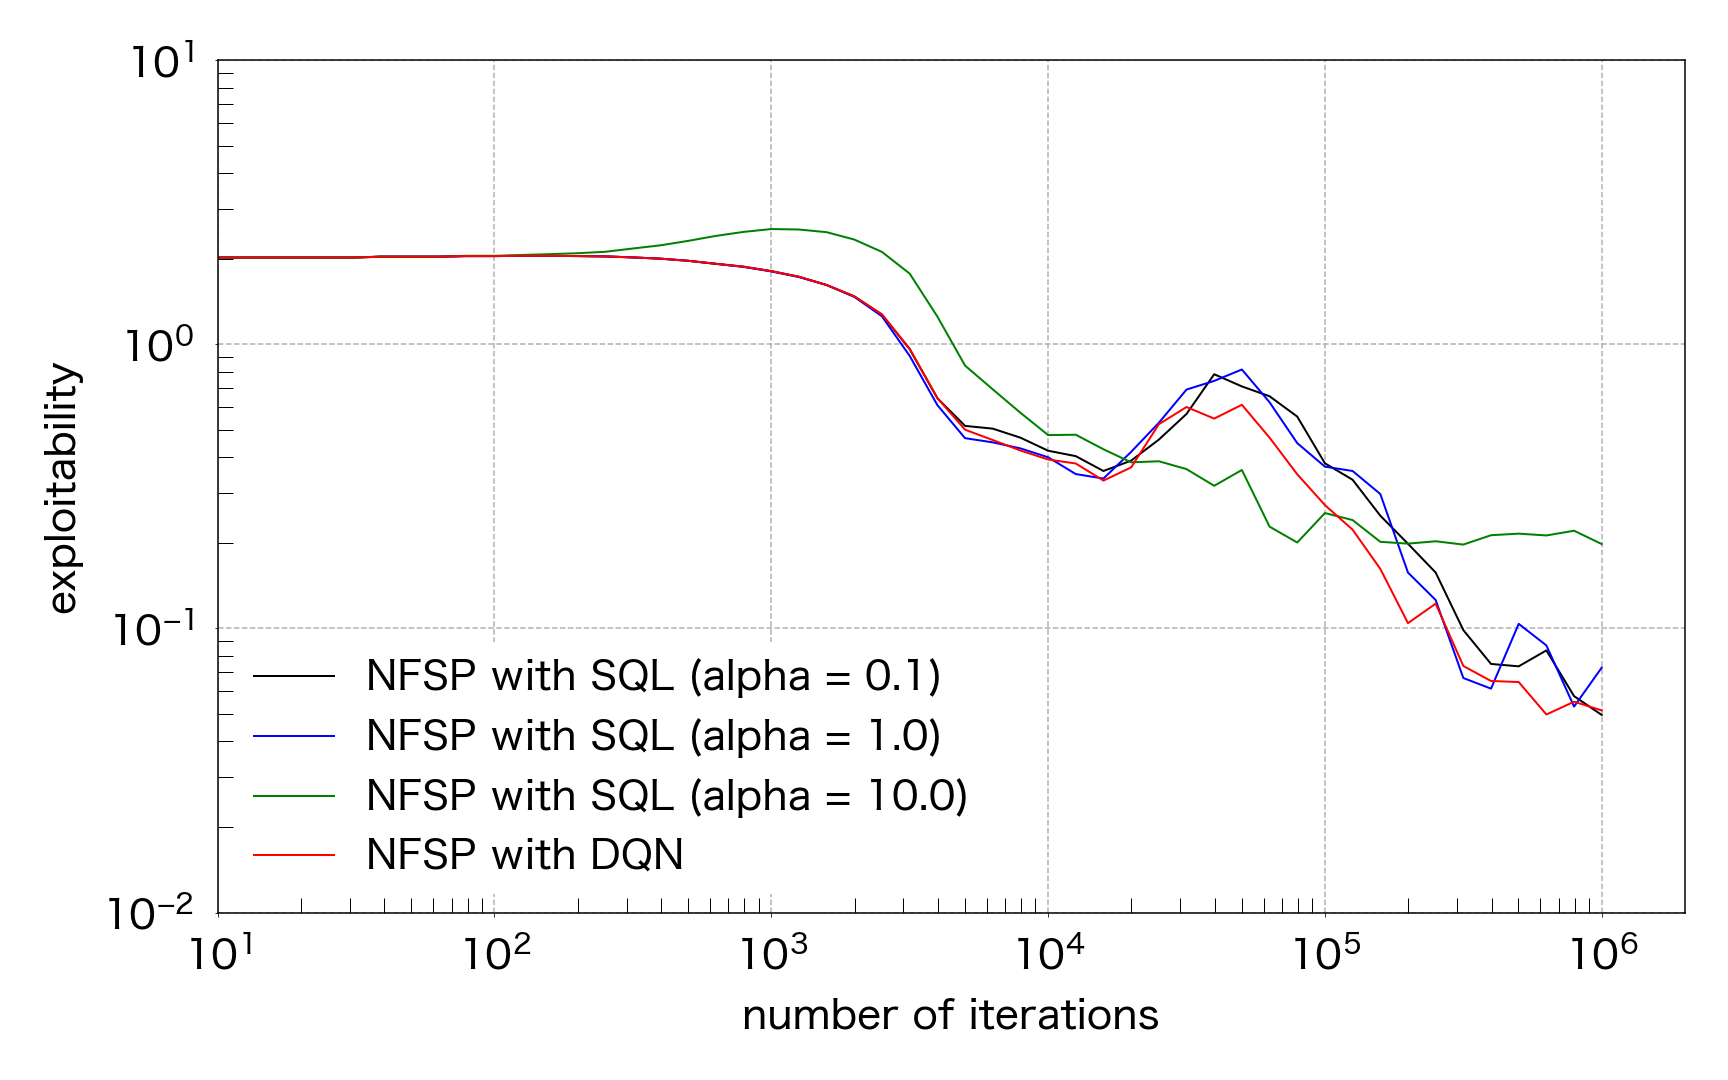 10¹
10⁰
10⁻¹
10⁻²
exploitability
NFSP with SQL (alpha = 0.1)
NFSP with SQL (alpha = 1.0)
NFSP with SQL (alpha = 10.0)
NFSP with DQN
10¹ 10² 10³ 10⁴ 10⁵ 10⁶
number of iterations